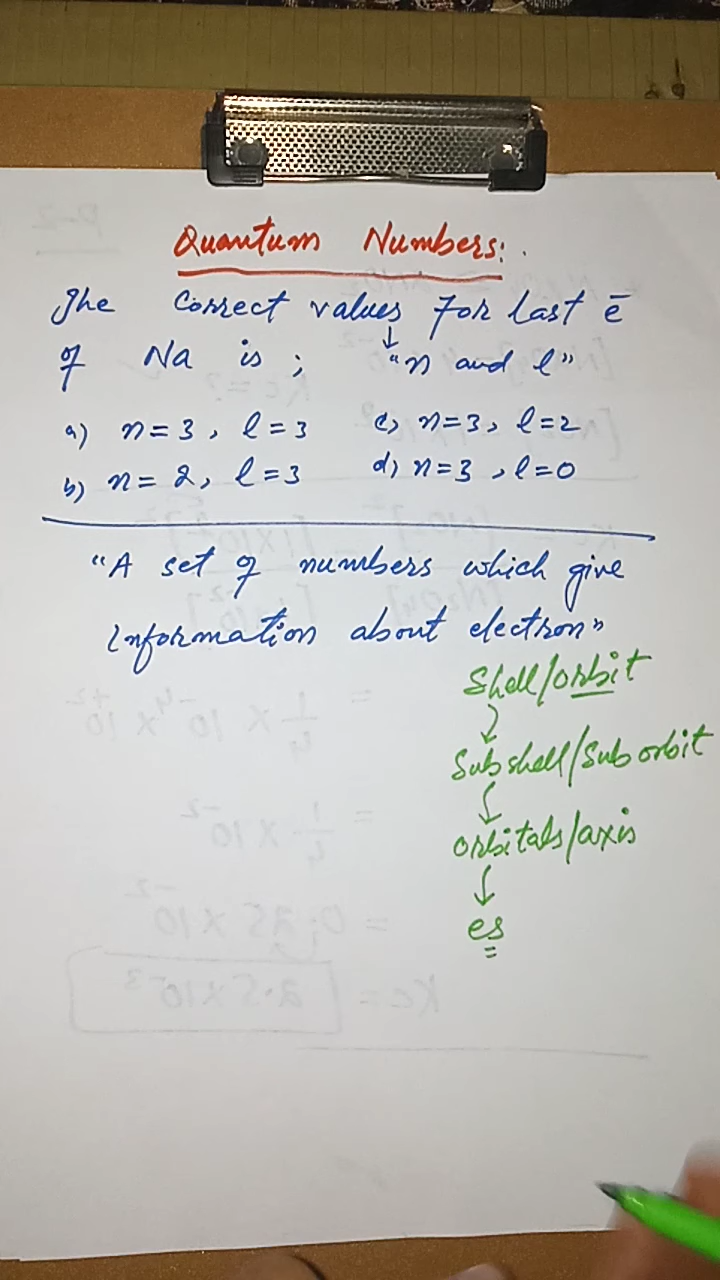 Quantum Numbers:.
The Correct values for last ē
of Na is ; "n and l"
a) n=3, l=3 c) n=3, l=2
b) n=2, l=3 d) n=3, l=0
"A set of numbers which give
information about electron"
Shell/orbit
Subshell/Sub orbit
orbitals/axis
es